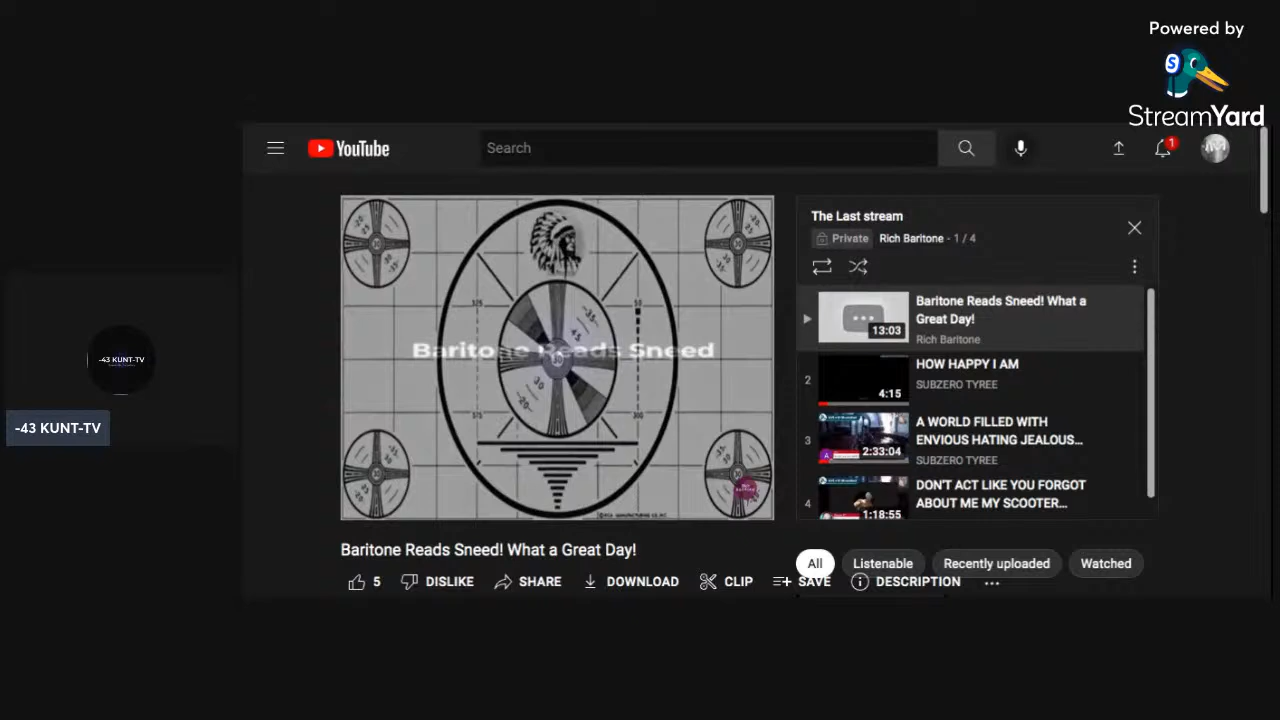 Powered by
StreamYard
YouTube
Search
1
-43 KUNT-TV
-43 KUNT-TV
Baritone Reads Sneed
The Last stream
Private
Rich Baritone - 1 / 4
Baritone Reads Sneed! What a
Great Day!
Rich Baritone
13:03
2
HOW HAPPY I AM
SUBZERO TYREE
4:15
3
A WORLD FILLED WITH
ENVIOUS HATING JEALOUS...
SUBZERO TYREE
2:33:04
4
DON'T ACT LIKE YOU FORGOT
ABOUT ME MY SCOOTER...
1:18:55
Baritone Reads Sneed! What a Great Day!
5
DISLIKE
SHARE
DOWNLOAD
CLIP
SAVE
DESCRIPTION
All
Listenable
Recently uploaded
Watched